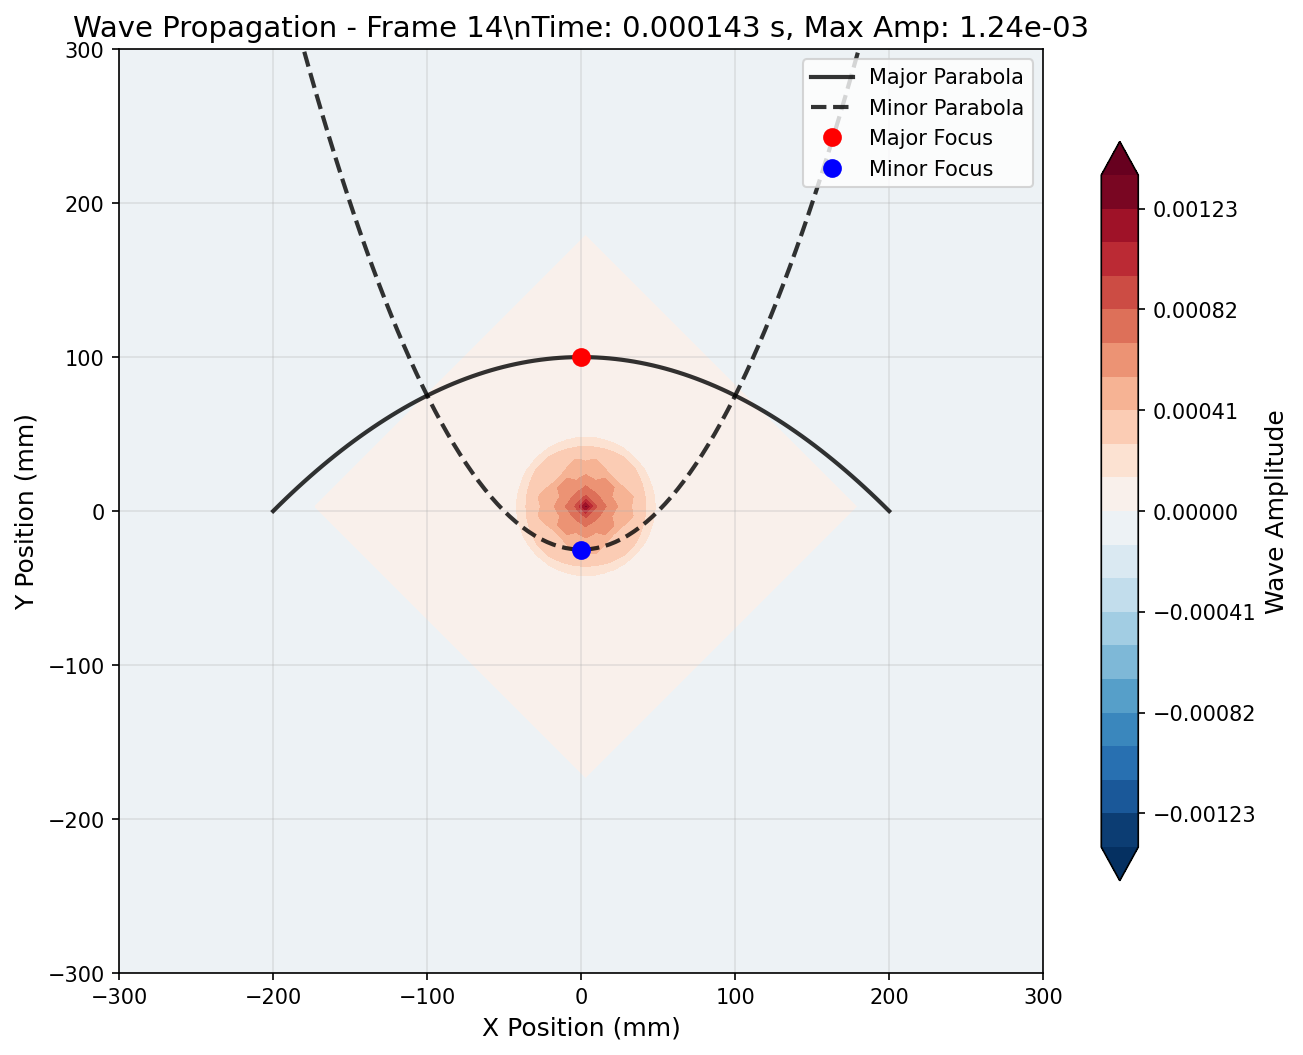 Wave Propagation - Frame 14\nTime: 0.000143 s, Max Amp: 1.24e-03
Major Parabola
Minor Parabola
Major Focus
Minor Focus
300
200
100
0
−100
−200
−300
Y Position (mm)
−300
−200
−100
0
100
200
300
X Position (mm)
0.00123
0.00082
0.00041
0.00000
−0.00041
−0.00082
−0.00123
Wave Amplitude